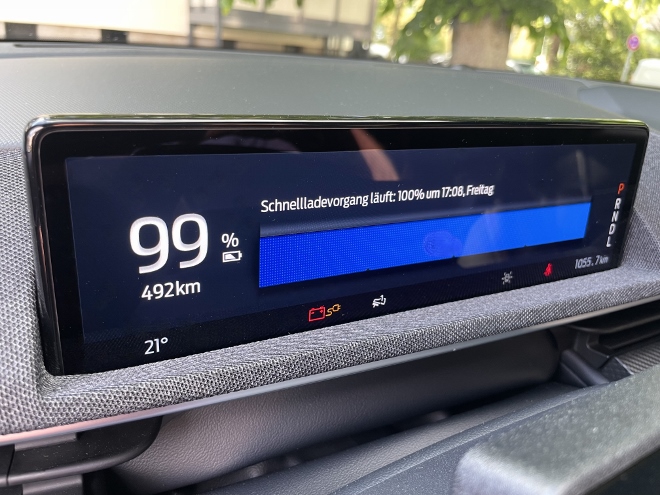 Schnellladevorgang läuft: 100% um 17:08, Freitag
99 %
492km
21°
P
R
N
D
L
1055.7km